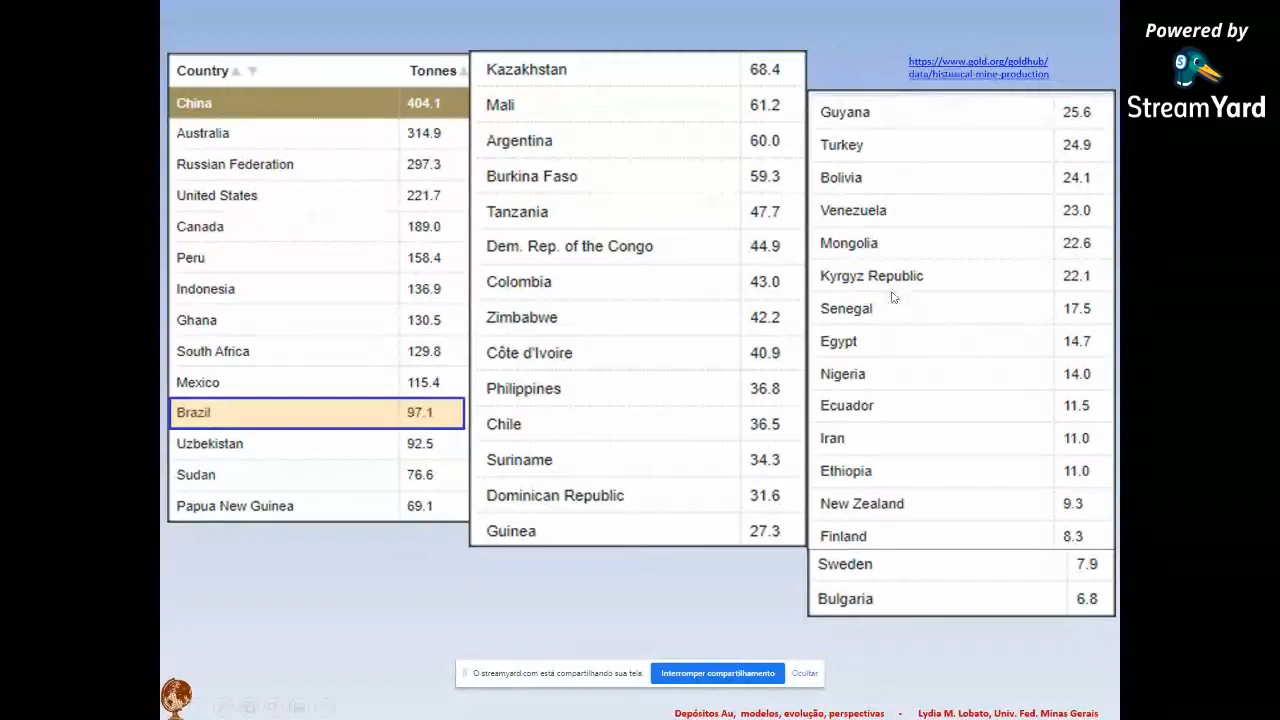 Powered by
StreamYard
https://www.gold.org/goldhub/
data/historical-mine-production
Country Tonnes
China 404.1
Australia 314.9
Russian Federation 297.3
United States 221.7
Canada 189.0
Peru 158.4
Indonesia 136.9
Ghana 130.5
South Africa 129.8
Mexico 115.4
Brazil 97.1
Uzbekistan 92.5
Sudan 76.6
Papua New Guinea 69.1
Kazakhstan 68.4
Mali 61.2
Argentina 60.0
Burkina Faso 59.3
Tanzania 47.7
Dem. Rep. of the Congo 44.9
Colombia 43.0
Zimbabwe 42.2
Côte d'Ivoire 40.9
Philippines 36.8
Chile 36.5
Suriname 34.3
Dominican Republic 31.6
Guinea 27.3
Guyana 25.6
Turkey 24.9
Bolivia 24.1
Venezuela 23.0
Mongolia 22.6
Kyrgyz Republic 22.1
Senegal 17.5
Egypt 14.7
Nigeria 14.0
Ecuador 11.5
Iran 11.0
Ethiopia 11.0
New Zealand 9.3
Finland 8.3
Sweden 7.9
Bulgaria 6.8
O streamyard.com está compartilhando sua tela. Interromper compartilhamento Ocultar
Depósitos Au, modelos, evolução, perspectivas - Lydia M. Lobato, Univ. Fed. Minas Gerais